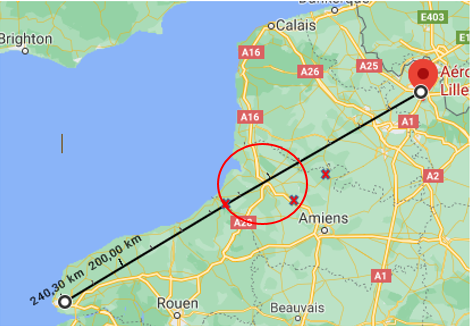 Dunkerque
Calais
E403
Brighton
A16
A25
A26
Aéro
Lille
A16
A1
A2
A28
Amiens
240,30 km
200,00 km
A1
Rouen
Beauvais